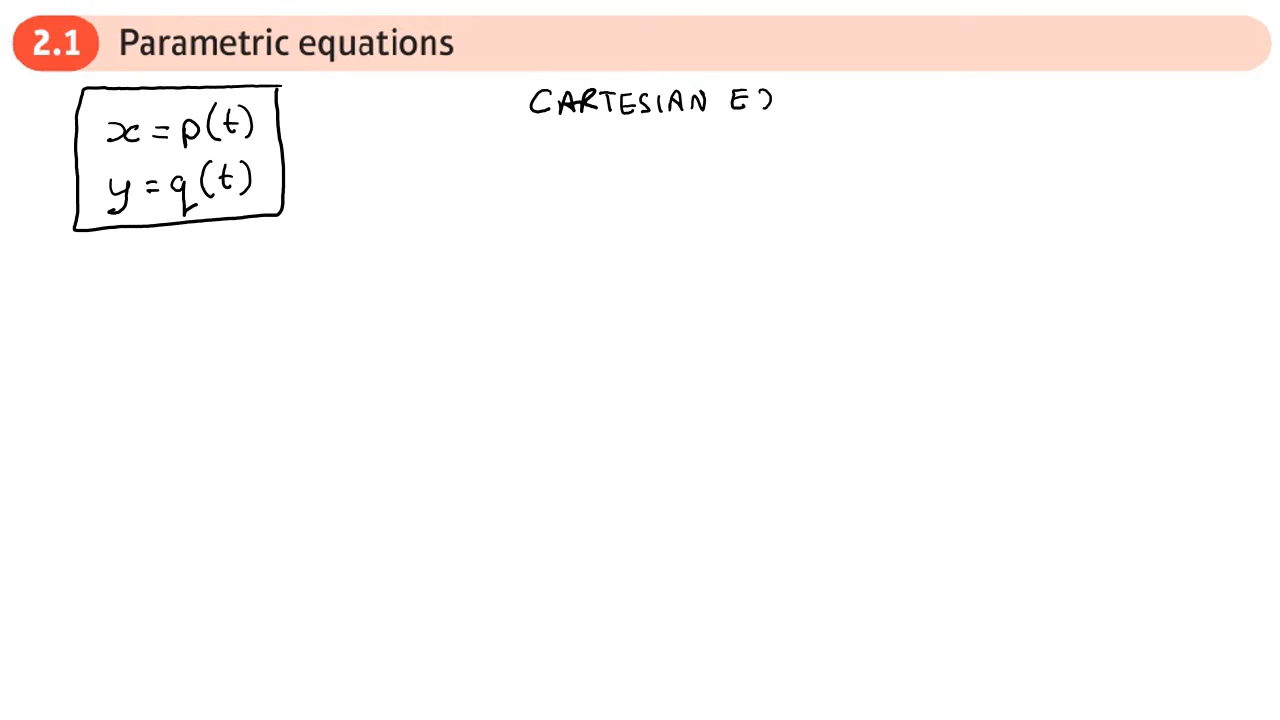 2.1 Parametric equations
x = p(t)
y = q(t)
CARTESIAN